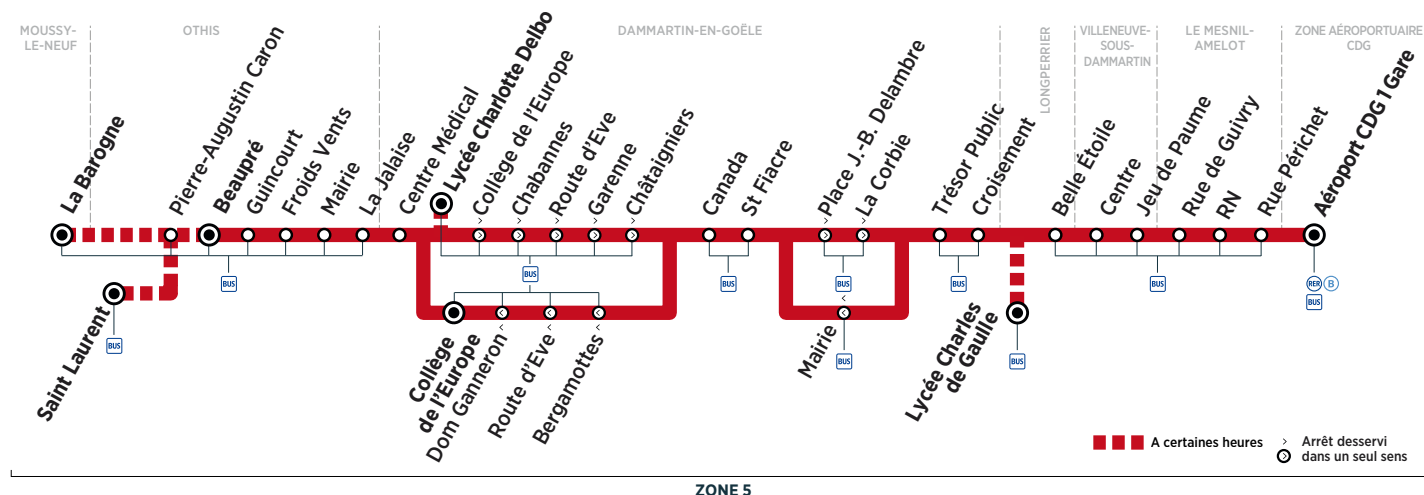 MOUSSY-
LE-NEUF
OTHIS
DAMMARTIN-EN-GOËLE
LONGPERRIER
VILLENEUVE-
SOUS-
DAMMARTIN
LE MESNIL-
AMELOT
ZONE AÉROPORTUAIRE
CDG
La Barogne
Pierre-Augustin Caron
Beaupré
Guincourt
Froids Vents
Mairie
La Jalaise
Centre Médical
Lycée Charlotte Delbo
Collège de l'Europe
Chabannes
Route d'Eve
Garenne
Châtaigniers
Canada
St Fiacre
Place J.-B. Delambre
La Corbie
Trésor Public
Croisement
Belle Étoile
Centre
Jeu de Paume
Rue de Guivry
RN
Rue Périchet
Aéroport CDG 1 Gare
BUS
BUS
BUS
BUS
BUS
BUS
RER B
BUS
BUS
Saint Laurent
Collège
de l'Europe
Dom Ganneron
Route d'Eve
Bergamottes
Mairie
BUS
Lycée Charles
de Gaulle
BUS
A certaines heures
Arrêt desservi
dans un seul sens
ZONE 5